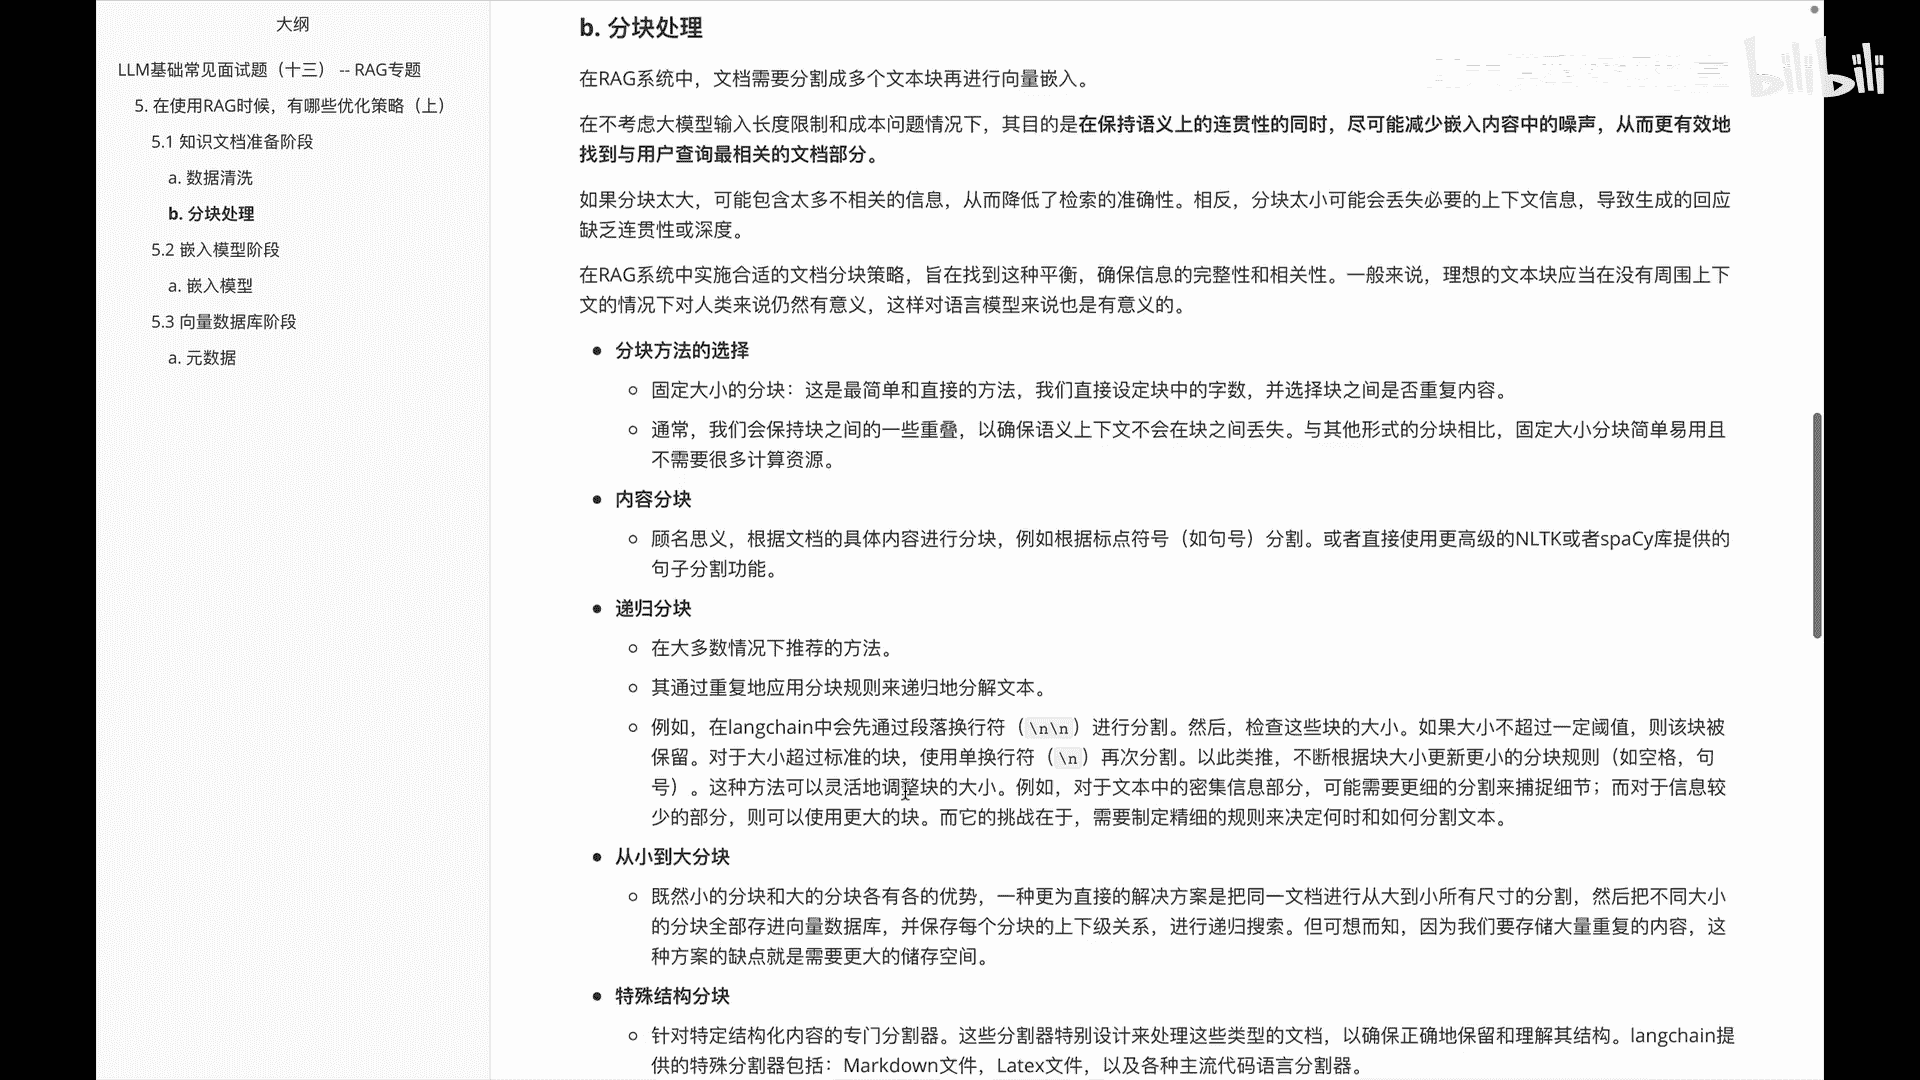 大纲
LLM基础常见面试题（十三） -- RAG专题
5. 在使用RAG时候，有哪些优化策略（上）
5.1 知识文档准备阶段
a. 数据清洗
b. 分块处理
5.2 嵌入模型阶段
a. 嵌入模型
5.3 向量数据库阶段
a. 元数据
b. 分块处理
在RAG系统中，文档需要分割成多个文本块再进行向量嵌入。
在不考虑大模型输入长度限制和成本问题情况下，其目的是在保持语义上的连贯性的同时，尽可能减少嵌入内容中的噪声，从而更有效地
找到与用户查询最相关的文档部分。
如果分块太大，可能包含太多不相关的信息，从而降低了检索的准确性。相反，分块太小可能会丢失必要的上下文信息，导致生成的回应
缺乏连贯性或深度。
在RAG系统中实施合适的文档分块策略，旨在找到这种平衡，确保信息的完整性和相关性。一般来说，理想的文本块应当在没有周围上下
文的情况下对人类来说仍然有意义，这样对语言模型来说也是有意义的。
分块方法的选择
固定大小的分块：这是最简单和直接的方法，我们直接设定块中的字数，并选择块之间是否重复内容。
通常，我们会保持块之间的一些重叠，以确保语义上下文不会在块之间丢失。与其他形式的分块相比，固定大小分块简单易用且
不需要很多计算资源。
内容分块
顾名思义，根据文档的具体内容进行分块，例如根据标点符号（如句号）分割。或者直接使用更高级的NLTK或者spaCy库提供的
句子分割功能。
递归分块
在大多数情况下推荐的方法。
其通过重复地应用分块规则来递归地分解文本。
例如，在langchain中会先通过段落换行符（\n\n）进行分割。然后，检查这些块的大小。如果大小不超过一定阈值，则该块被
保留。对于大小超过标准的块，使用单换行符（\n）再次分割。以此类推，不断根据块大小更新更小的分块规则（如空格，句
号）。这种方法可以灵活地调整块的大小。例如，对于文本中的密集信息部分，可能需要更细的分割来捕捉细节；而对于信息较
少的部分，则可以使用更大的块。而它的挑战在于，需要制定精细的规则来决定何时和如何分割文本。
从小到大分块
既然小的分块和大的分块各有各的优势，一种更为直接的解决方案是把同一文档进行从大到小所有尺寸的分割，然后把不同大小
的分块全部存进向量数据库，并保存每个分块的上下级关系，进行递归搜索。但可想而知，因为我们要存储大量重复的内容，这
种方案的缺点就是需要更大的储存空间。
特殊结构分块
针对特定结构化内容的专门分割器。这些分割器特别设计来处理这些类型的文档，以确保正确地保留和理解其结构。langchain提
供的特殊分割器包括：Markdown文件，Latex文件，以及各种主流代码语言分割器。
bilibili